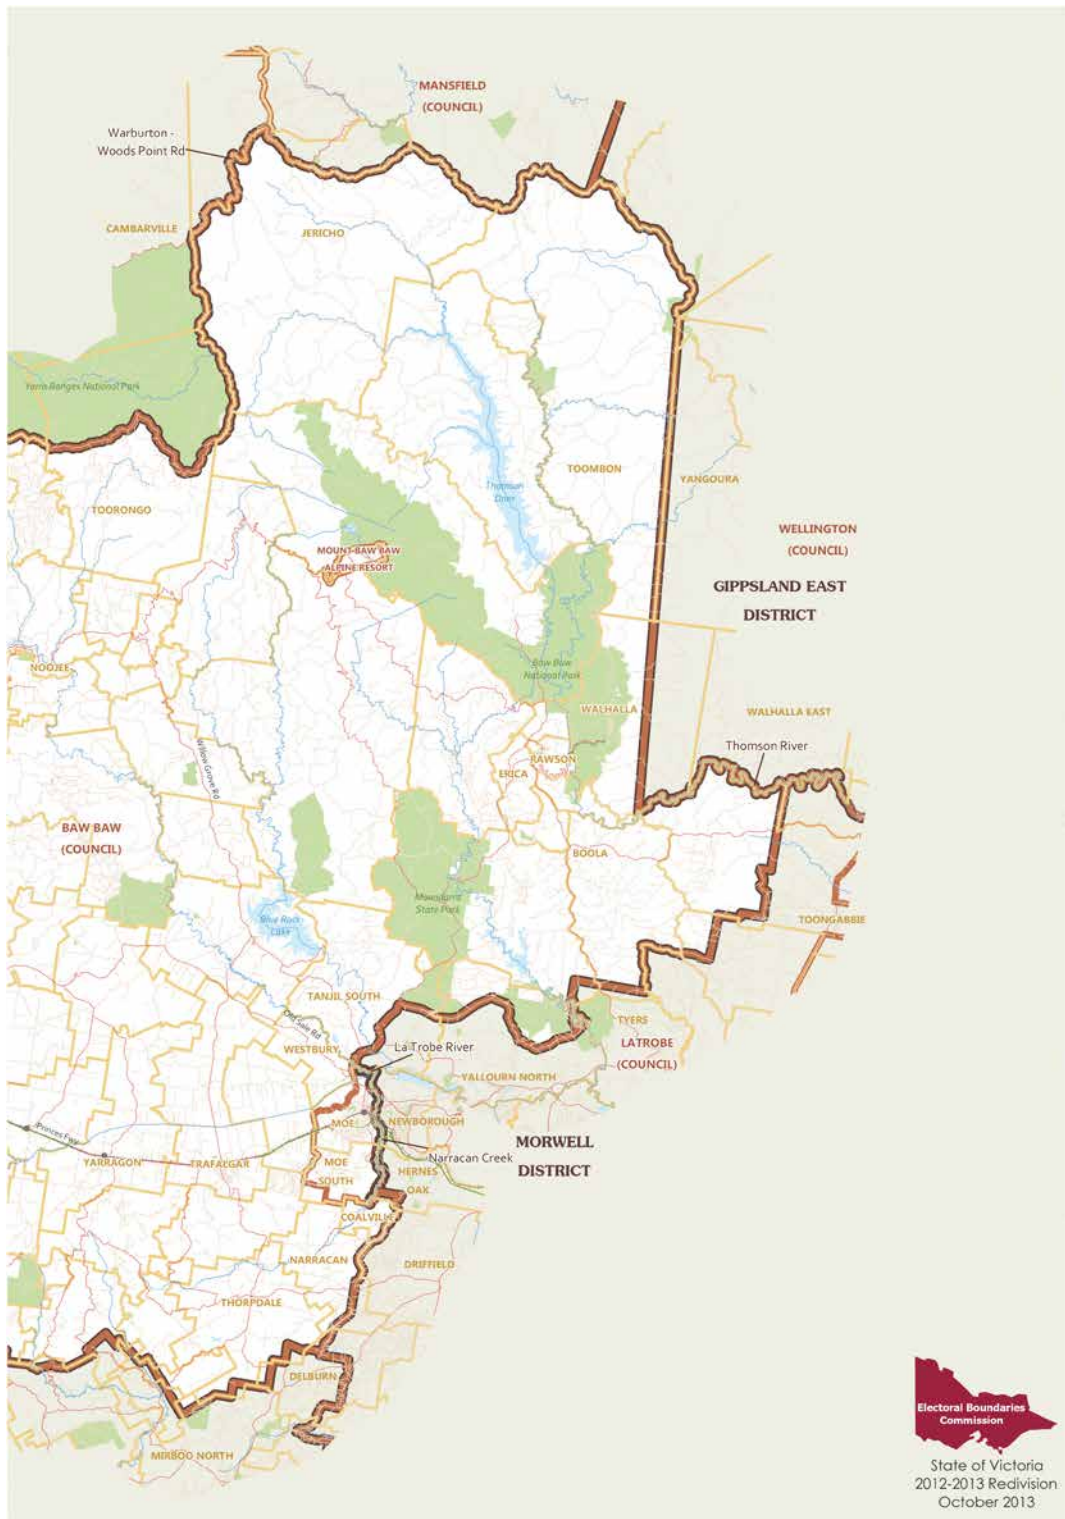 MANSFIELD
(COUNCIL)
Warburton -
Woods Point Rd
CAMBARVILLE
JERICHO
Yarra Ranges National Park
TOOMBON
YANGOURA
Thomson
Dam
TOORONGO
WELLINGTON
(COUNCIL)
MOUNT BAW BAW
ALPINE RESORT
GIPPSLAND EAST
DISTRICT
NOOJEE
Baw Baw
National Park
WALHALLA
WALHALLA EAST
Thomson River
Willow Grove Rd
RAWSON
ERICA
BAW BAW
(COUNCIL)
BOOLA
Moondarra
State Park
Blue Rock
Lake
TOONGABBIE
TANJIL SOUTH
Old Sale Rd
TYERS
WESTBURY
La Trobe River
LATROBE
(COUNCIL)
YALLOURN NORTH
MOE
NEWBOROUGH
Princes Fwy
MORWELL
DISTRICT
YARRAGON
TRAFALGAR
Narracan Creek
MOE
SOUTH
HERNES
OAK
COALVILLE
NARRACAN
DRIFFIELD
THORPDALE
DELBURN
MIRBOO NORTH
Electoral Boundaries
Commission
State of Victoria
2012-2013 Redivision
October 2013